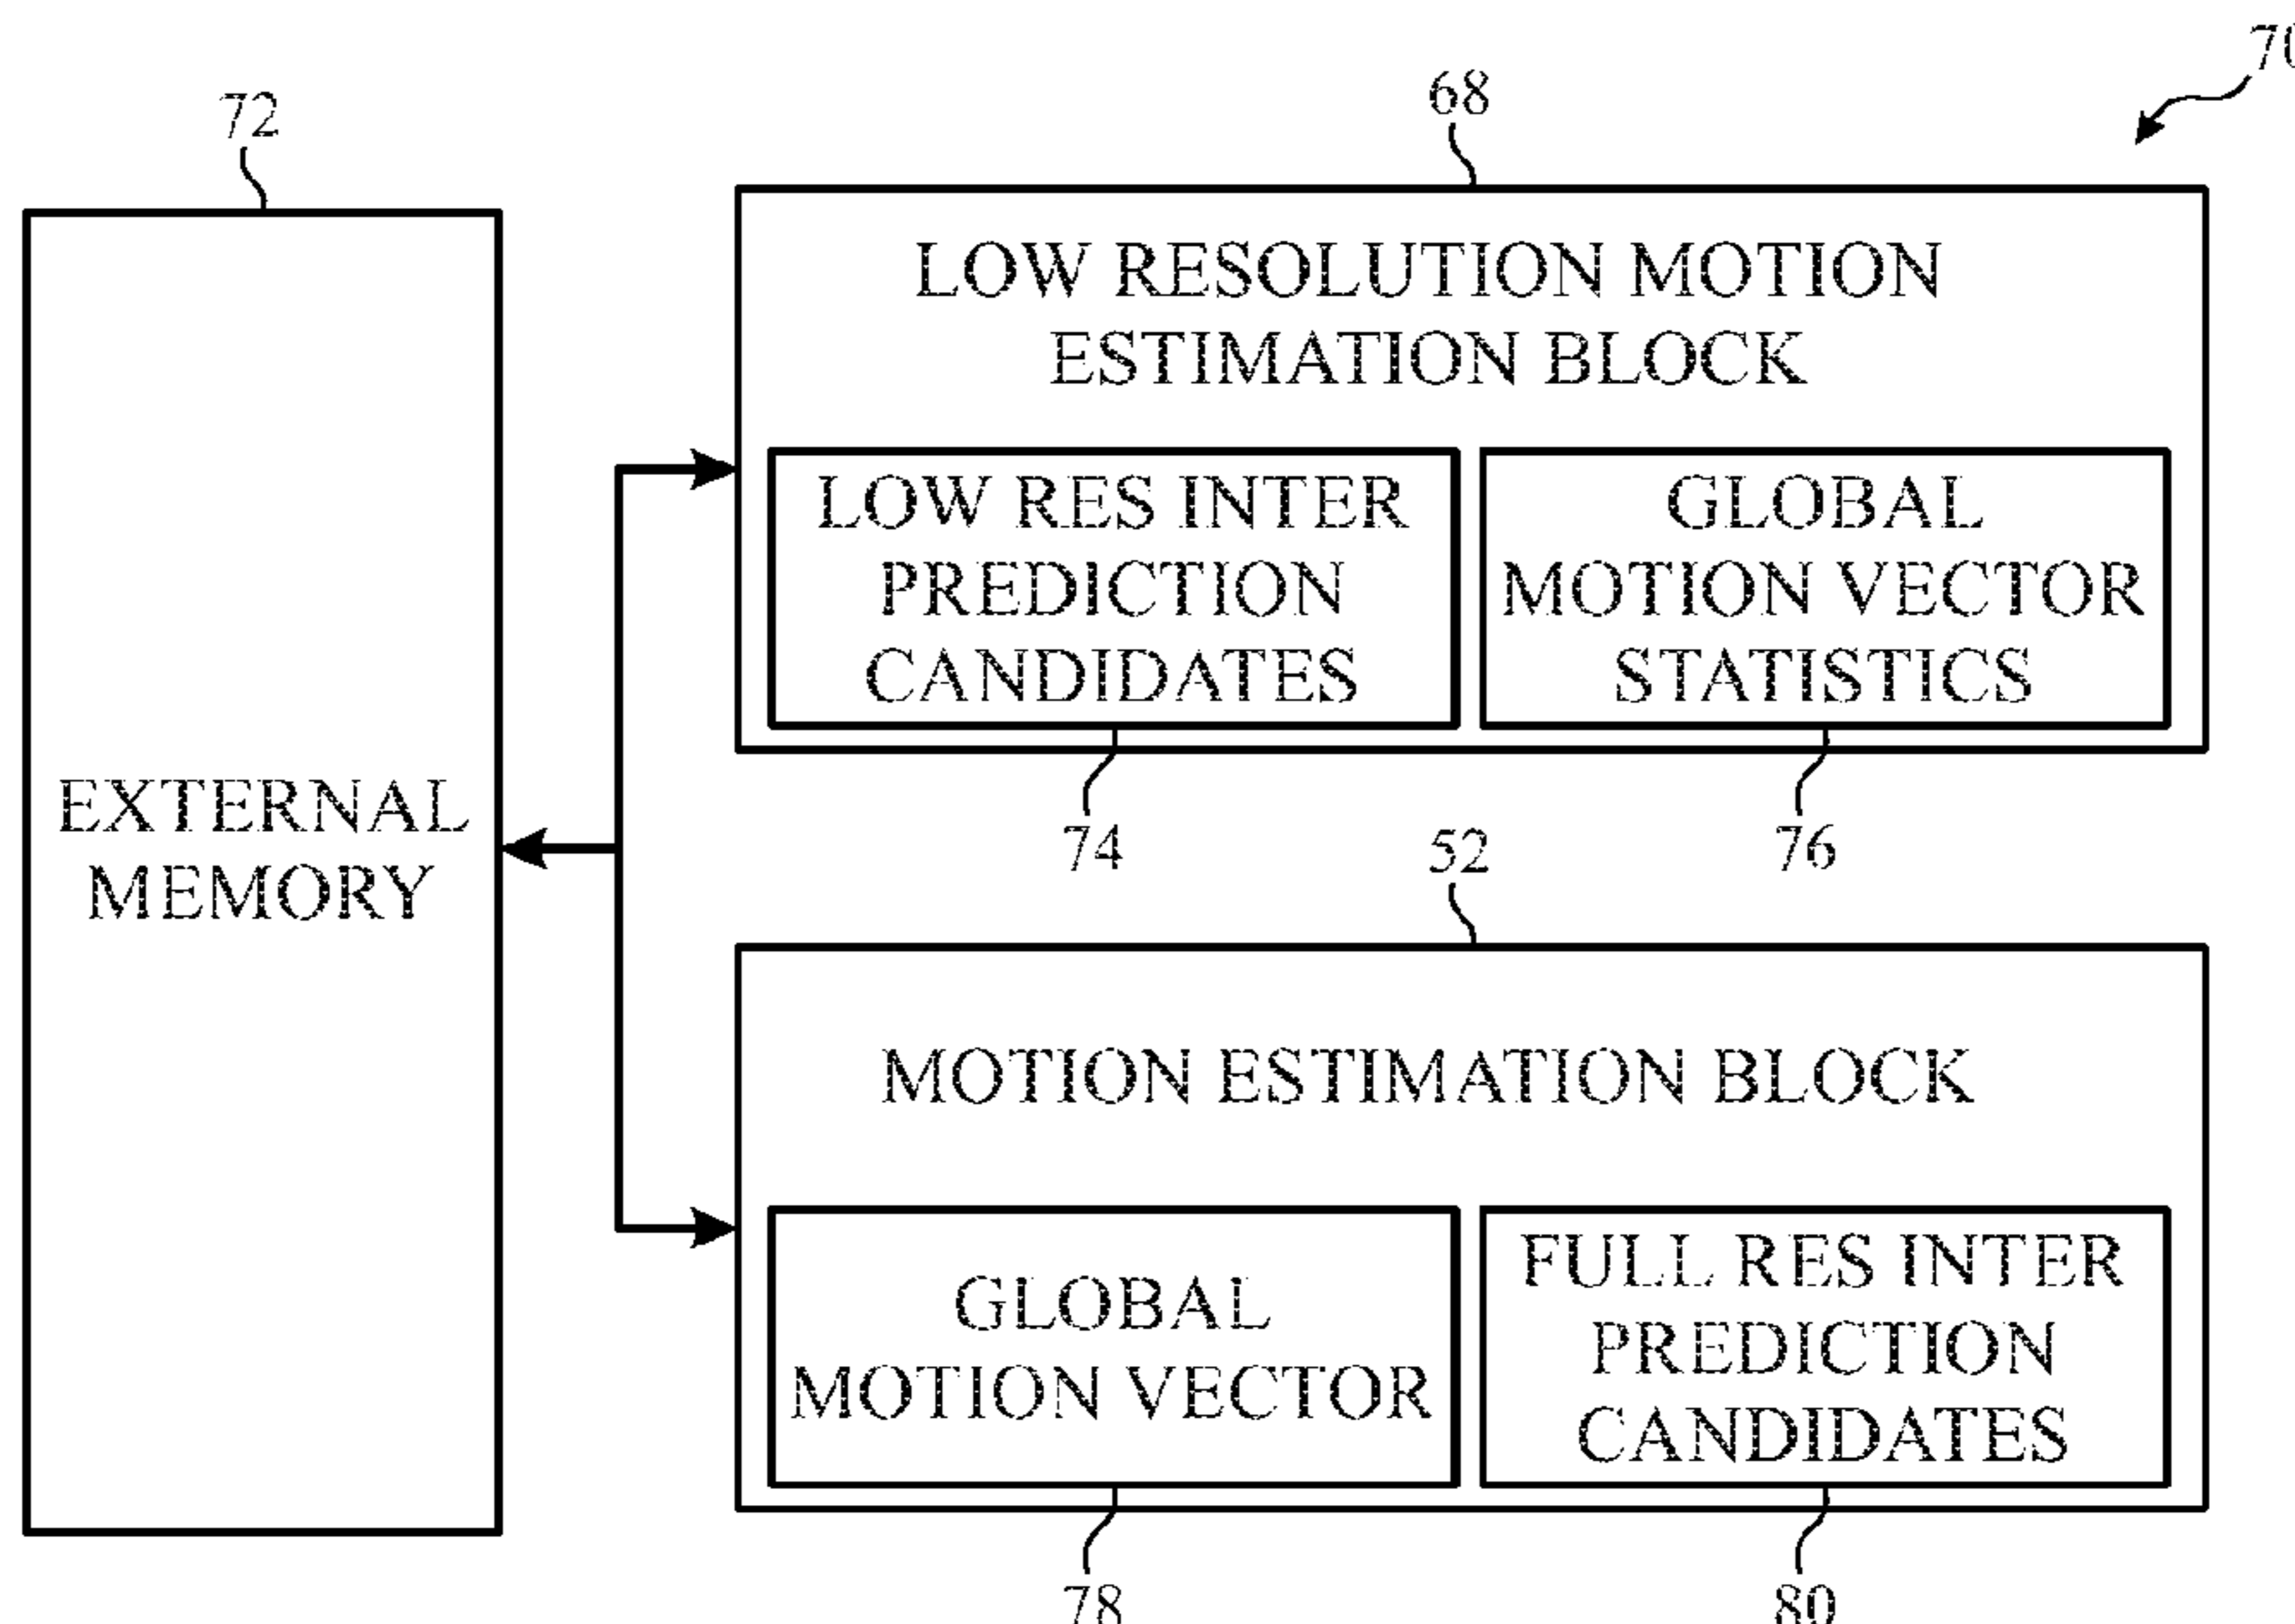 70
72
68
LOW RESOLUTION MOTION
ESTIMATION BLOCK
LOW RES INTER
PREDICTION
CANDIDATES
GLOBAL
MOTION VECTOR
STATISTICS
74
76
EXTERNAL
MEMORY
52
MOTION ESTIMATION BLOCK
GLOBAL
MOTION VECTOR
FULL RES INTER
PREDICTION
CANDIDATES
78
80